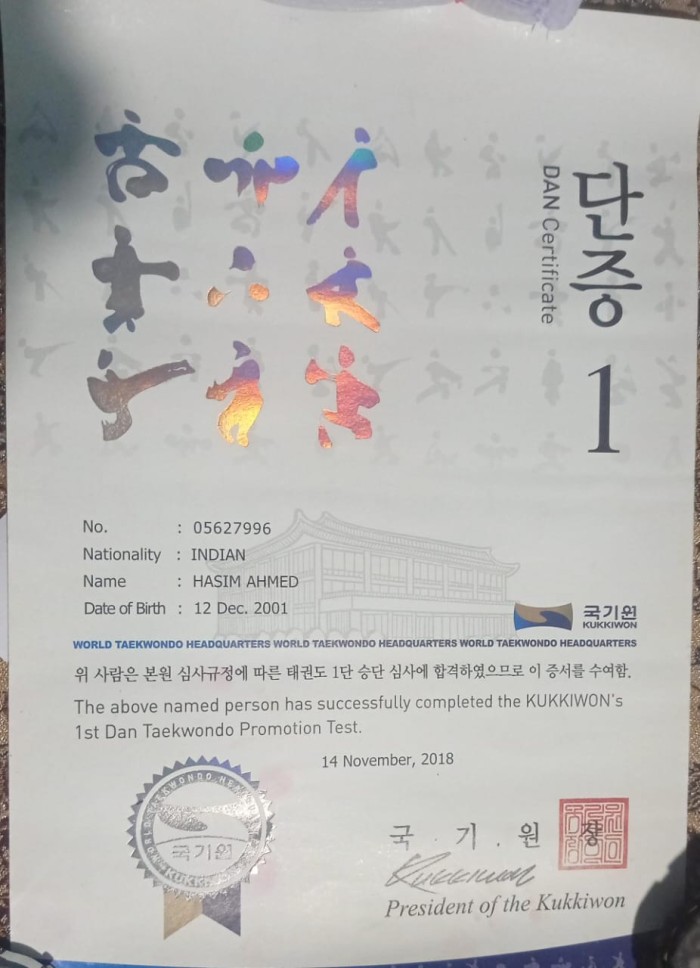 단증
DAN Certificate
1
No. : 05627996
Nationality : INDIAN
Name : HASIM AHMED
Date of Birth : 12 Dec. 2001
국기원
KUKKIWON
WORLD TAEKWONDO HEADQUARTERS WORLD TAEKWONDO HEADQUARTERS WORLD TAEKWONDO HEADQUARTERS
위 사람은 본원 심사규정에 따른 태권도 1단 승단 심사에 합격하였으므로 이 증서를 수여함.
The above named person has successfully completed the KUKKIWON's
1st Dan Taekwondo Promotion Test.
14 November, 2018
WORLD TAEKWONDO
국기원
KUKKIWON
국 · 기 · 원 장
Kukkiwon
President of the Kukkiwon